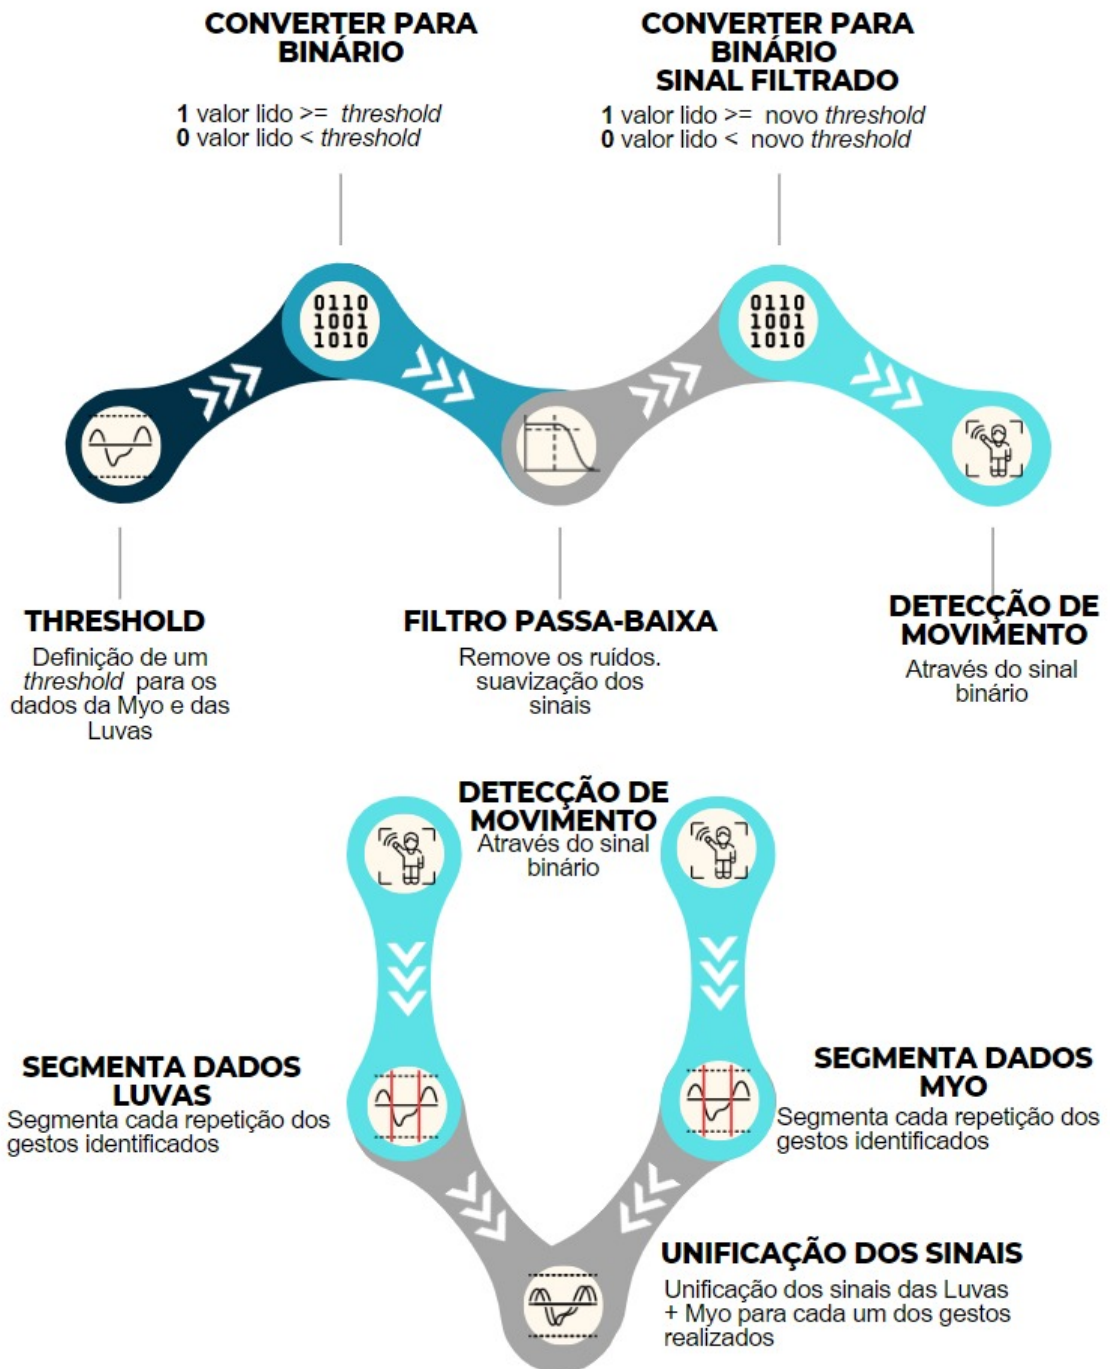 CONVERTER PARA
BINÁRIO
1 valor lido >= threshold
0 valor lido < threshold
CONVERTER PARA
BINÁRIO
SINAL FILTRADO
1 valor lido >= novo threshold
0 valor lido < novo threshold
0110
1001
1010
0110
1001
1010
THRESHOLD
Definição de um
threshold para os
dados da Myo e das
Luvas
FILTRO PASSA-BAIXA
Remove os ruídos.
suavização dos
sinais
DETECÇÃO DE
MOVIMENTO
Através do sinal
binário
DETECÇÃO DE
MOVIMENTO
Através do sinal
binário
SEGMENTA DADOS
LUVAS
Segmenta cada repetição dos
gestos identificados
SEGMENTA DADOS
MYO
Segmenta cada repetição dos
gestos identificados
UNIFICAÇÃO DOS SINAIS
Unificação dos sinais das Luvas
+ Myo para cada um dos gestos
realizados